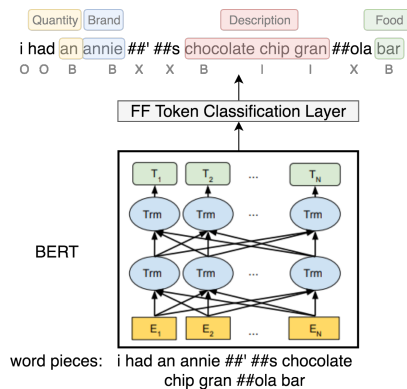 Quantity Brand Description Food
i had an annie ##' ##s chocolate chip gran ##ola bar
O O B B X X B I I X B
FF Token Classification Layer
T1 T2 ... TN
Trm Trm ... Trm
BERT
Trm Trm ... Trm
E1 E2 ... EN
word pieces: i had an annie ##' ##s chocolate
chip gran ##ola bar